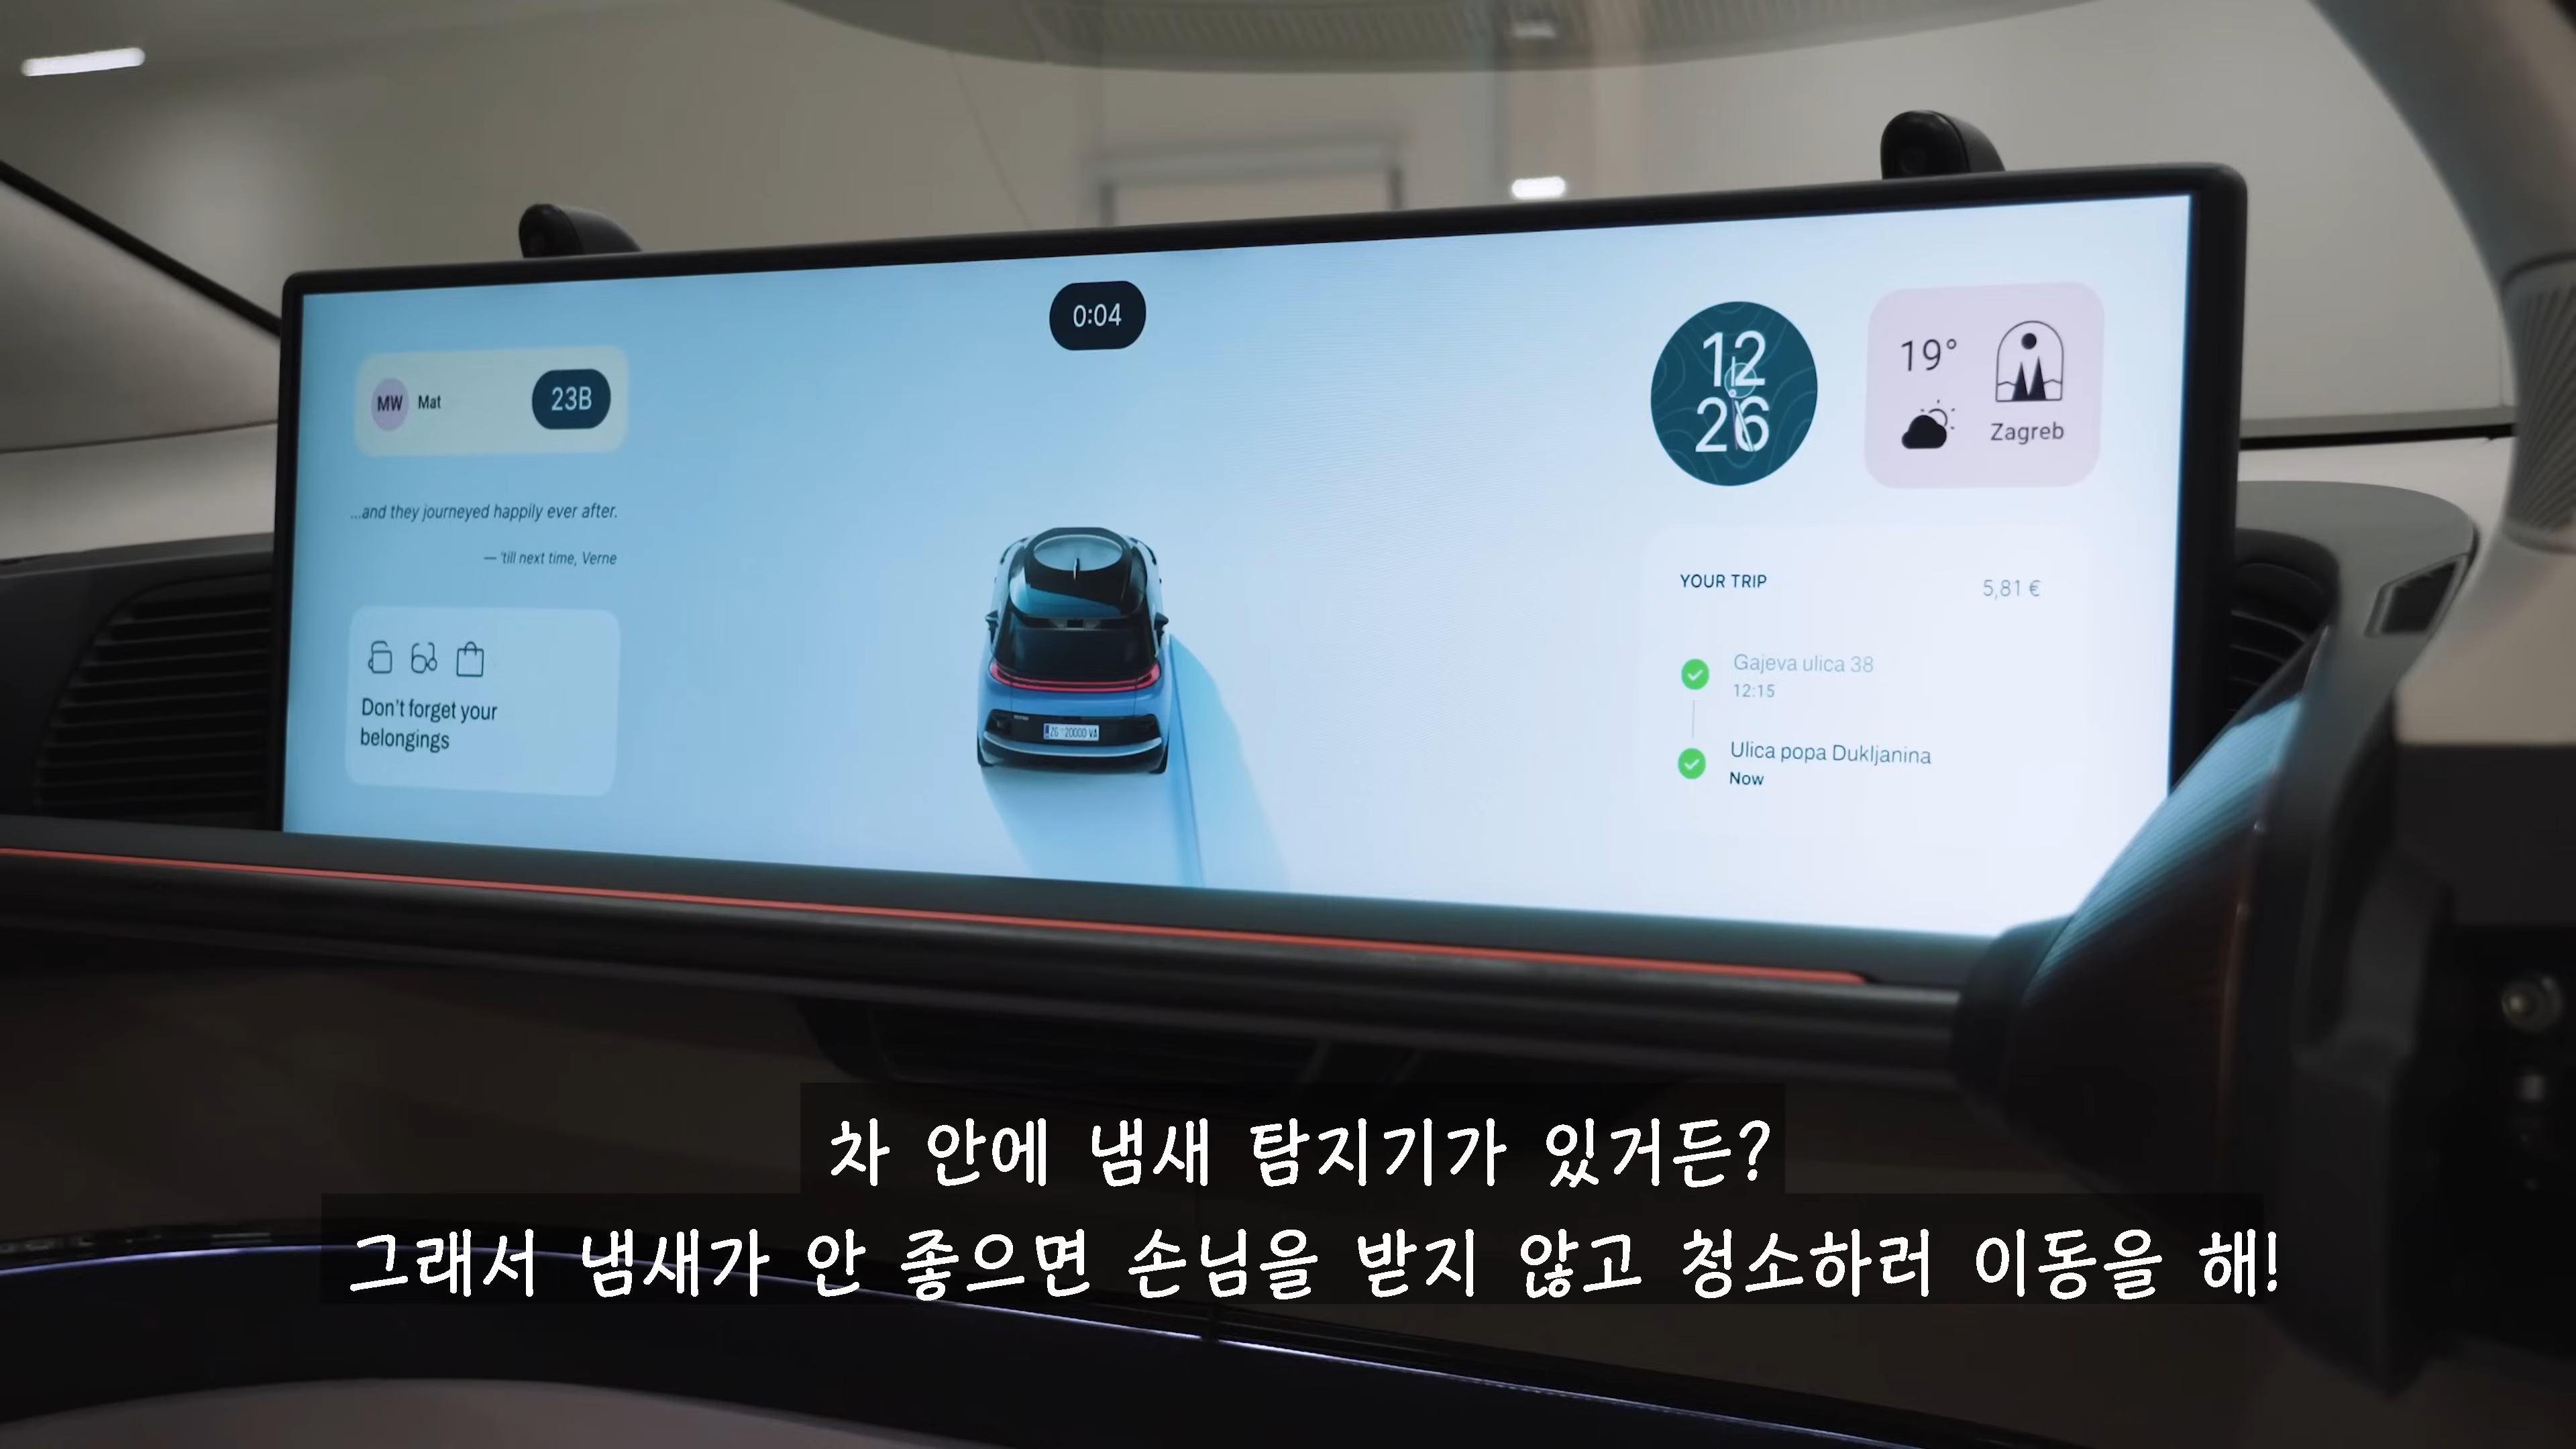 0:04
MW Mat 23B
...and they journeyed happily ever after.
— 'till next time, Verne
Don't forget your
belongings
12
26
19°
Zagreb
YOUR TRIP 5,81 €
Gajeva ulica 38
12:15
Ulica popa Dukljanina
Now
ZG 20000 VA
차 안에 냄새 탐지기가 있거든?
그래서 냄새가 안 좋으면 손님을 받지 않고 청소하러 이동을 해!